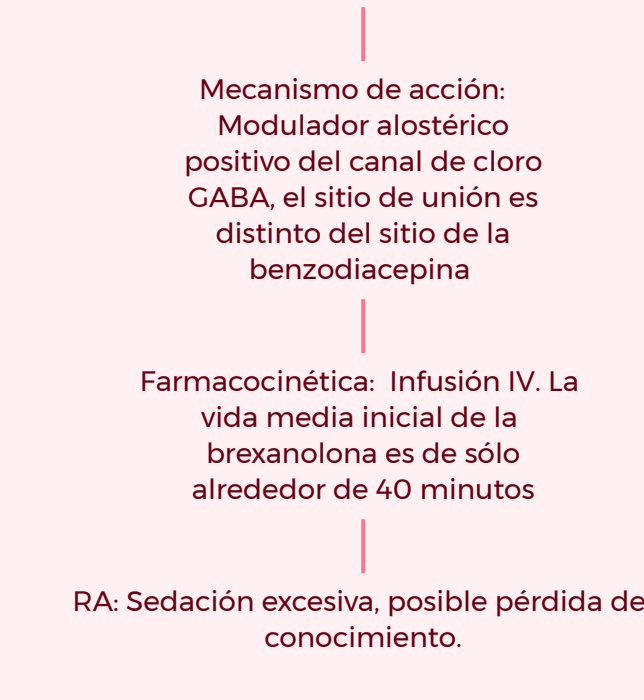 Mecanismo de acción:
Modulador alostérico
positivo del canal de cloro
GABA, el sitio de unión es
distinto del sitio de la
benzodiacepina
Farmacocinética: Infusión IV. La
vida media inicial de la
brexanolona es de sólo
alrededor de 40 minutos
RA: Sedación excesiva, posible pérdida de
conocimiento.